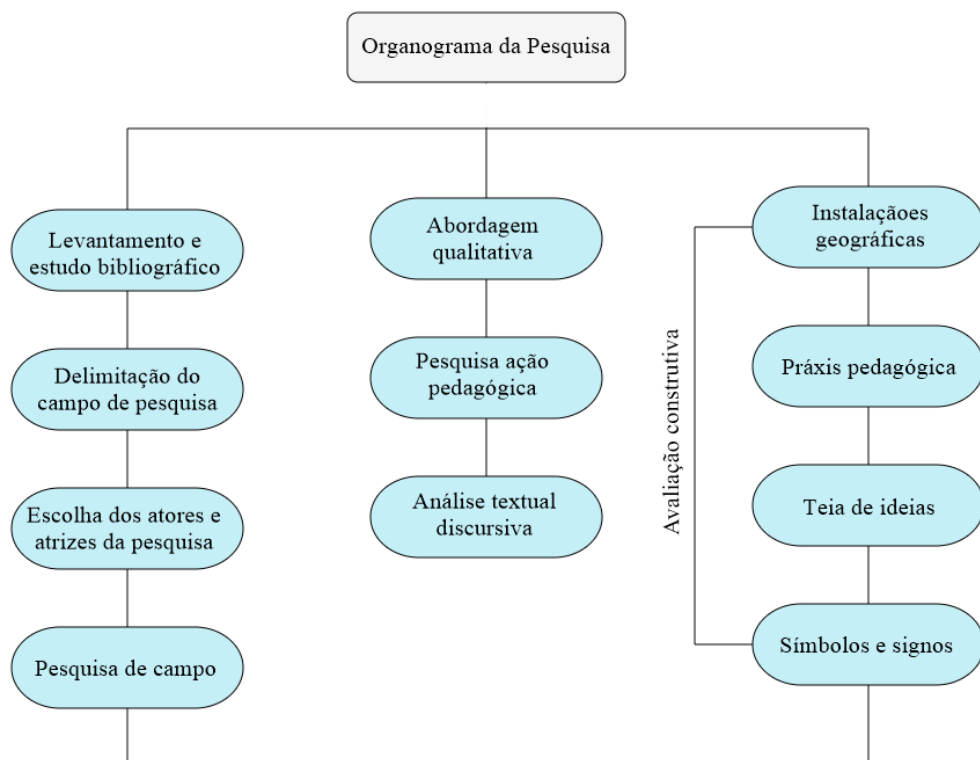 Organograma da Pesquisa
Levantamento e
estudo bibliográfico
Delimitação do
campo de pesquisa
Escolha dos atores e
atrizes da pesquisa
Pesquisa de campo
Abordagem
qualitativa
Pesquisa ação
pedagógica
Análise textual
discursiva
Avaliação construtiva
Instalaçãoes
geográficas
Práxis pedagógica
Teia de ideias
Símbolos e signos